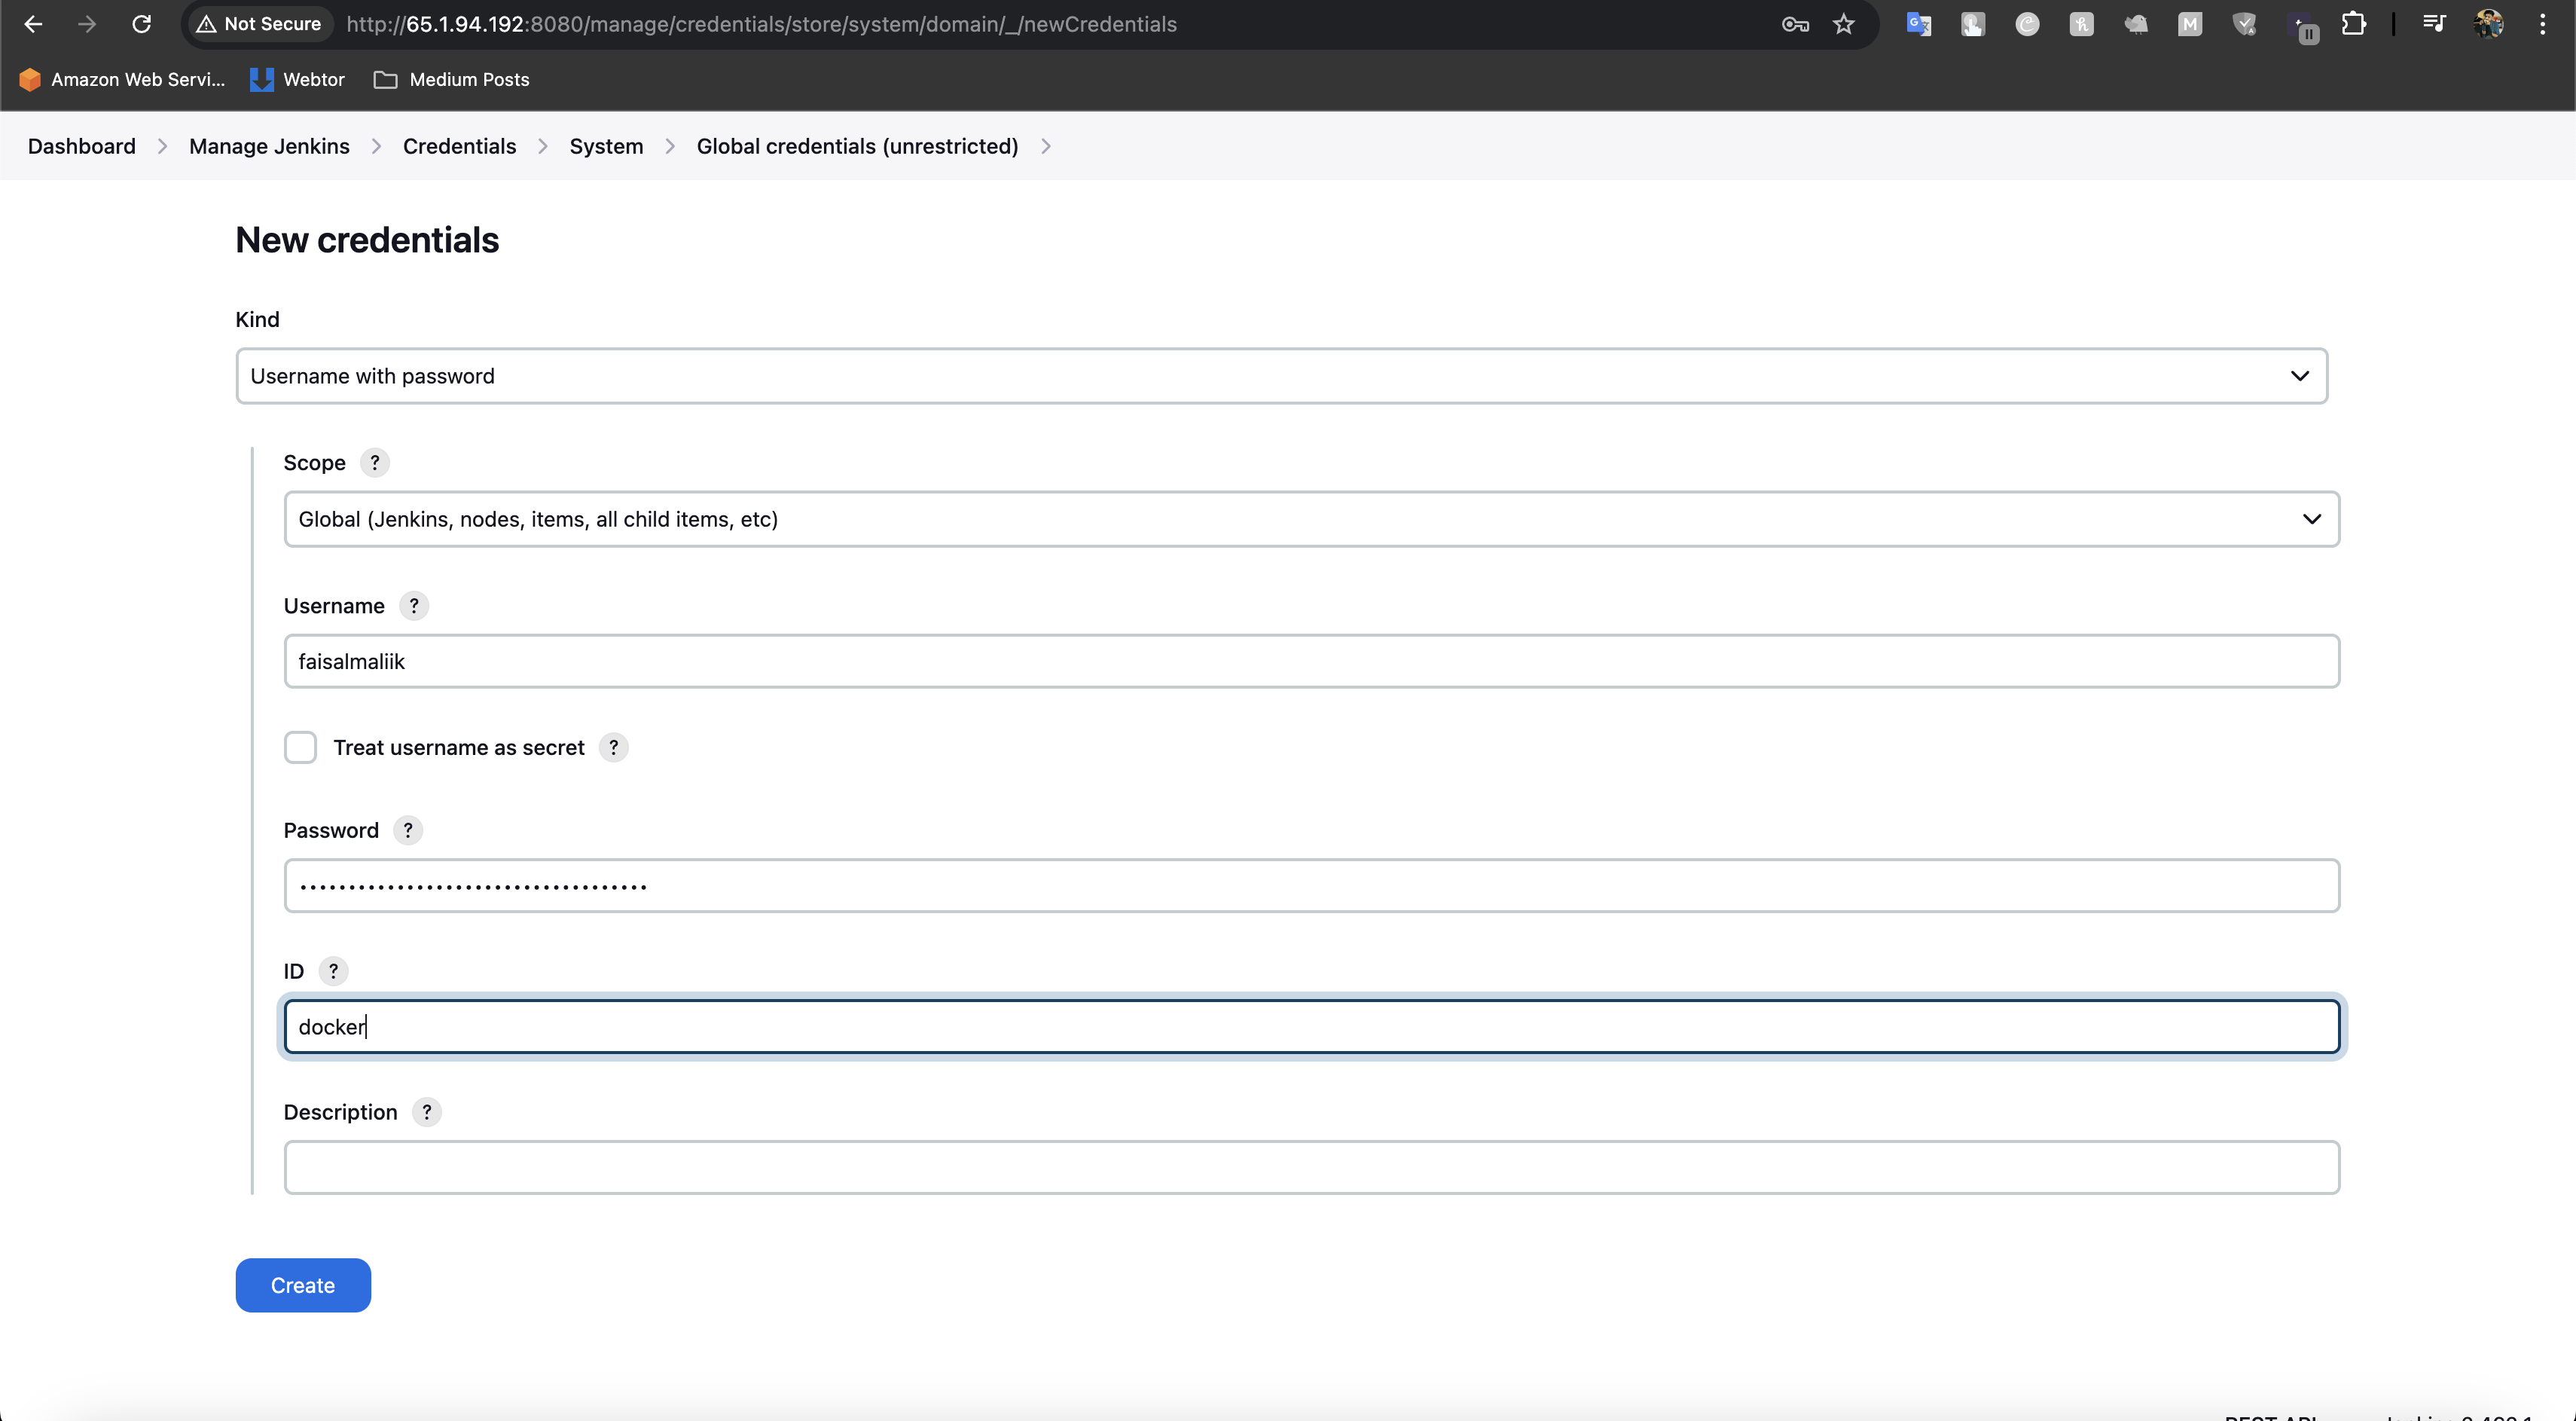 Not Secure http://65.1.94.192:8080/manage/credentials/store/system/domain/_/newCredentials
Amazon Web Servi... Webtor Medium Posts
Dashboard Manage Jenkins Credentials System Global credentials (unrestricted)
New credentials
Kind
Username with password
Scope ?
Global (Jenkins, nodes, items, all child items, etc)
Username ?
faisalmaliik
Treat username as secret ?
Password ?
ID ?
docker
Description ?
Create
REST API